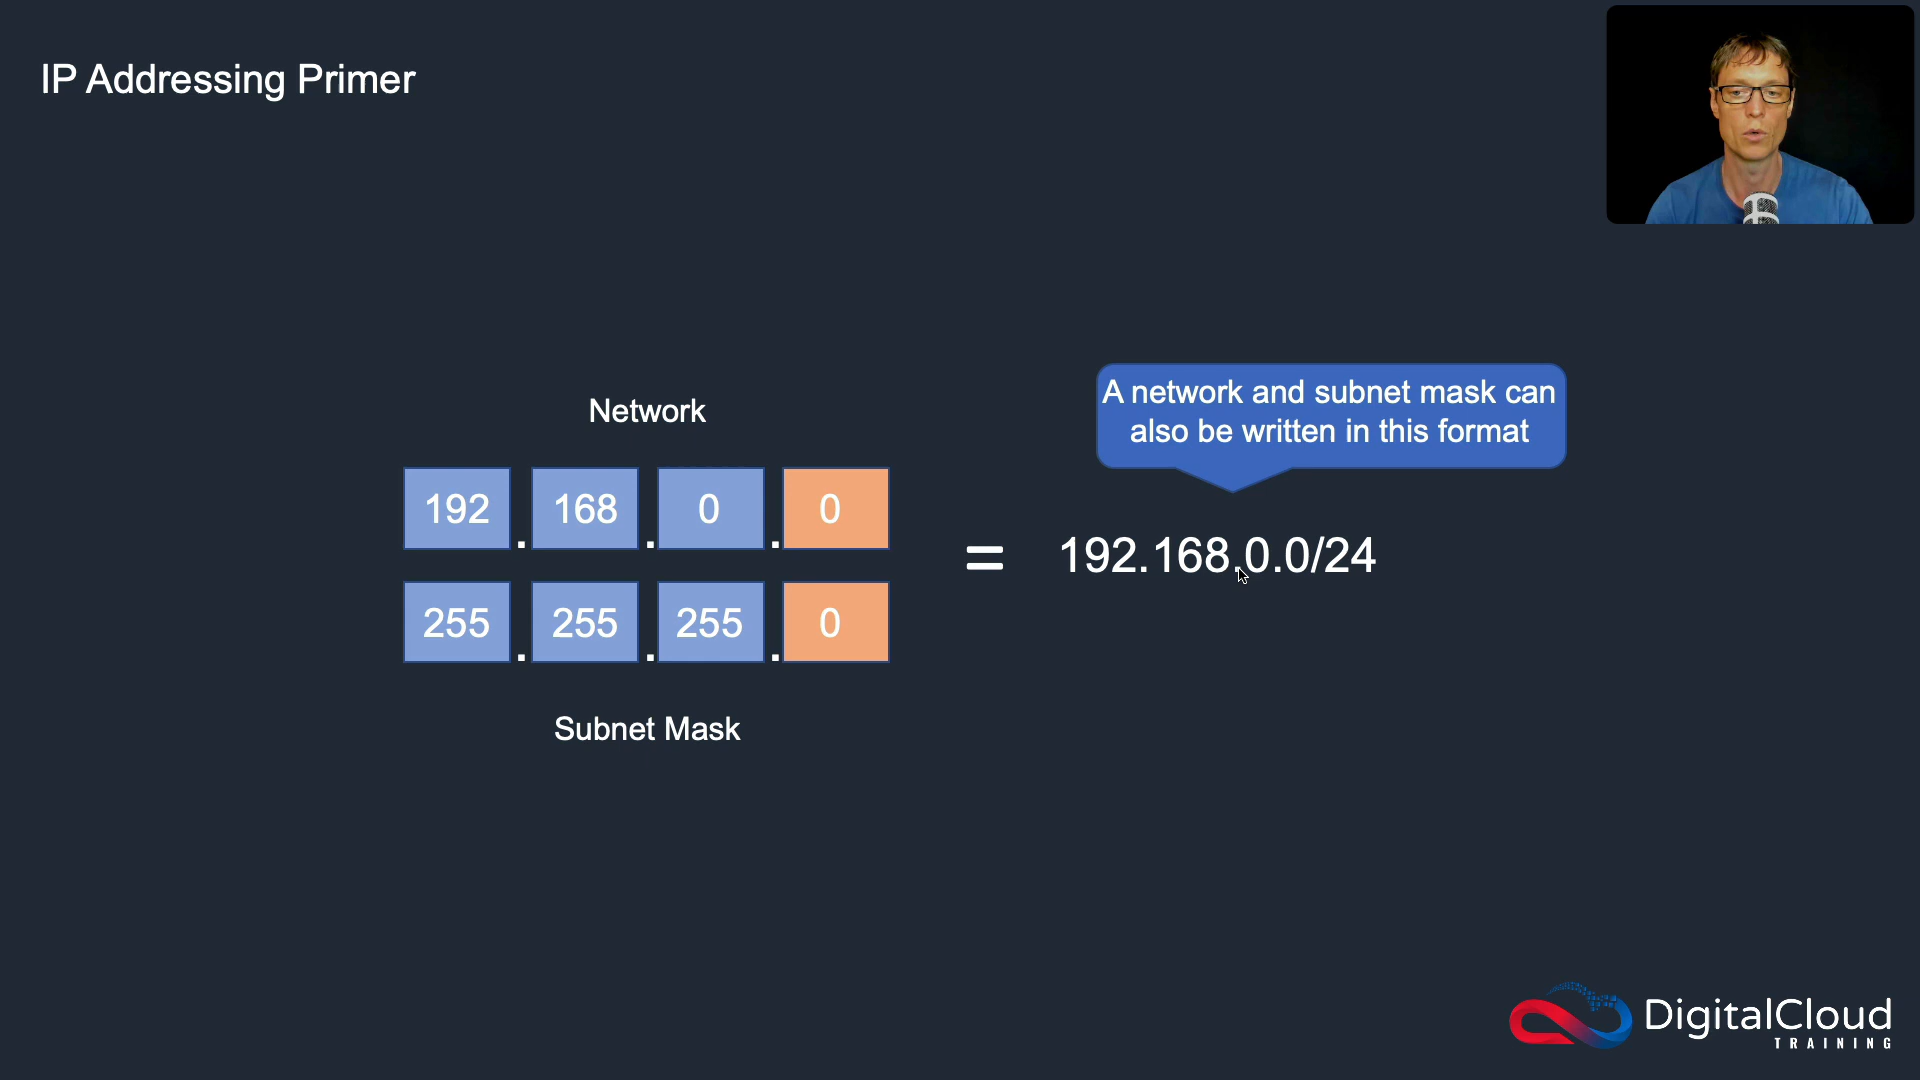 IP Addressing Primer
Network
192.168.0.0
255.255.255.0
Subnet Mask
=
A network and subnet mask can
also be written in this format
192.168.0.0/24
DigitalCloud
TRAINING